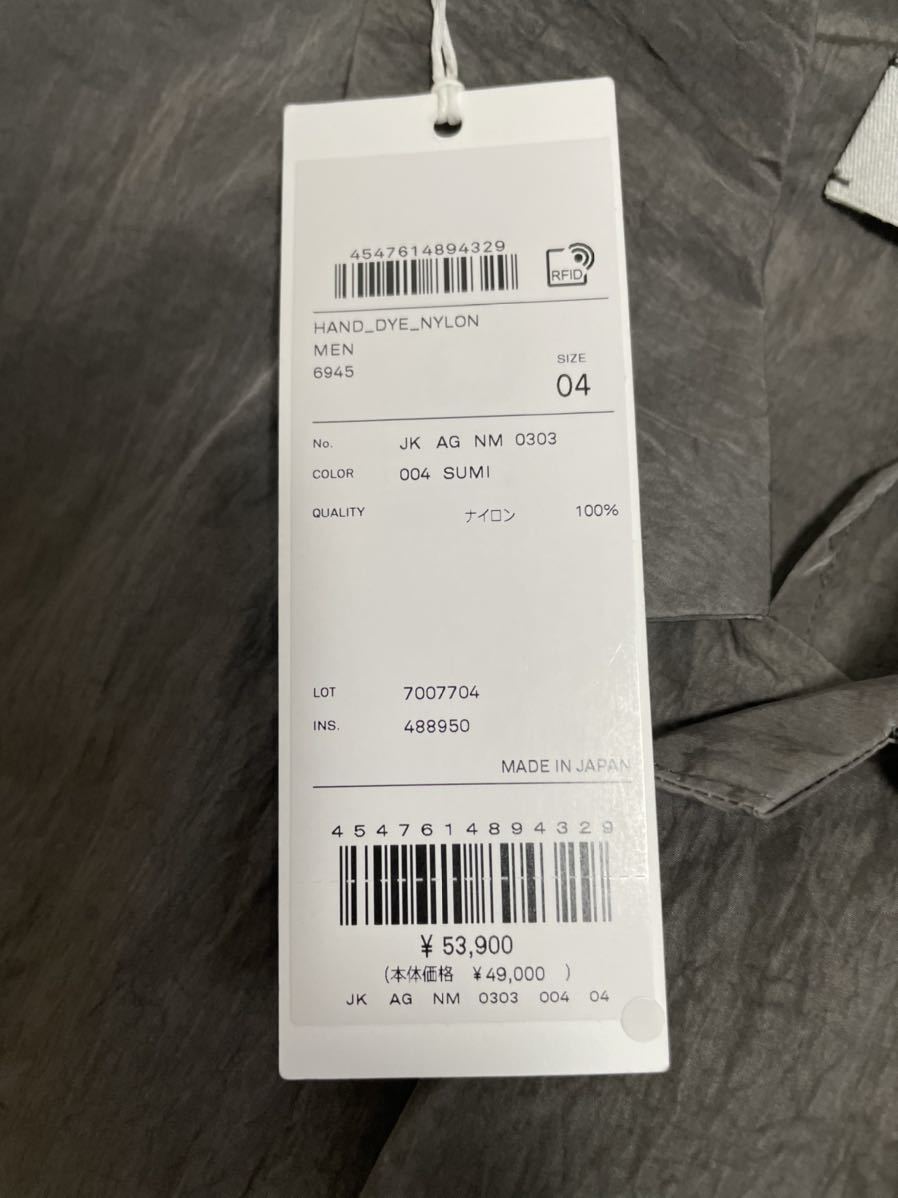 4547614894329
RFID
HAND_DYE_NYLON
MEN
6945
SIZE
04
No. JK AG NM 0303
COLOR 004 SUMI
QUALITY ナイロン 100%
LOT 7007704
INS. 488950
MADE IN JAPAN
4547614894329
¥ 53,900
(本体価格 ¥49,000 )
JK AG NM 0303 004 04